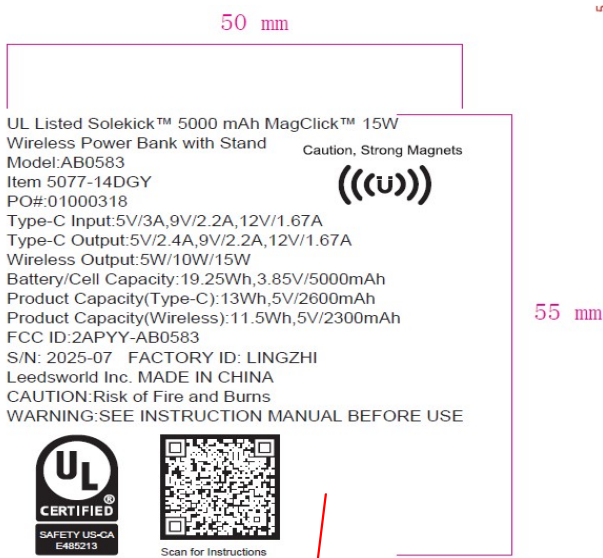 50 mm
UL Listed Solekick™ 5000 mAh MagClick™ 15W
Wireless Power Bank with Stand
Caution, Strong Magnets
Model:AB0583
(((ü)))
Item 5077-14DGY
PO#:01000318
Type-C Input:5V/3A,9V/2.2A,12V/1.67A
Type-C Output:5V/2.4A,9V/2.2A,12V/1.67A
Wireless Output:5W/10W/15W
Battery/Cell Capacity:19.25Wh,3.85V/5000mAh
Product Capacity(Type-C):13Wh,5V/2600mAh
Product Capacity(Wireless):11.5Wh,5V/2300mAh
55 mm
FCC ID:2APYY-AB0583
S/N: 2025-07 FACTORY ID: LINGZHI
Leedsworld Inc. MADE IN CHINA
CAUTION:Risk of Fire and Burns
WARNING:SEE INSTRUCTION MANUAL BEFORE USE
UL
®
CERTIFIED
SAFETY US-CA
E485213
Scan for Instructions